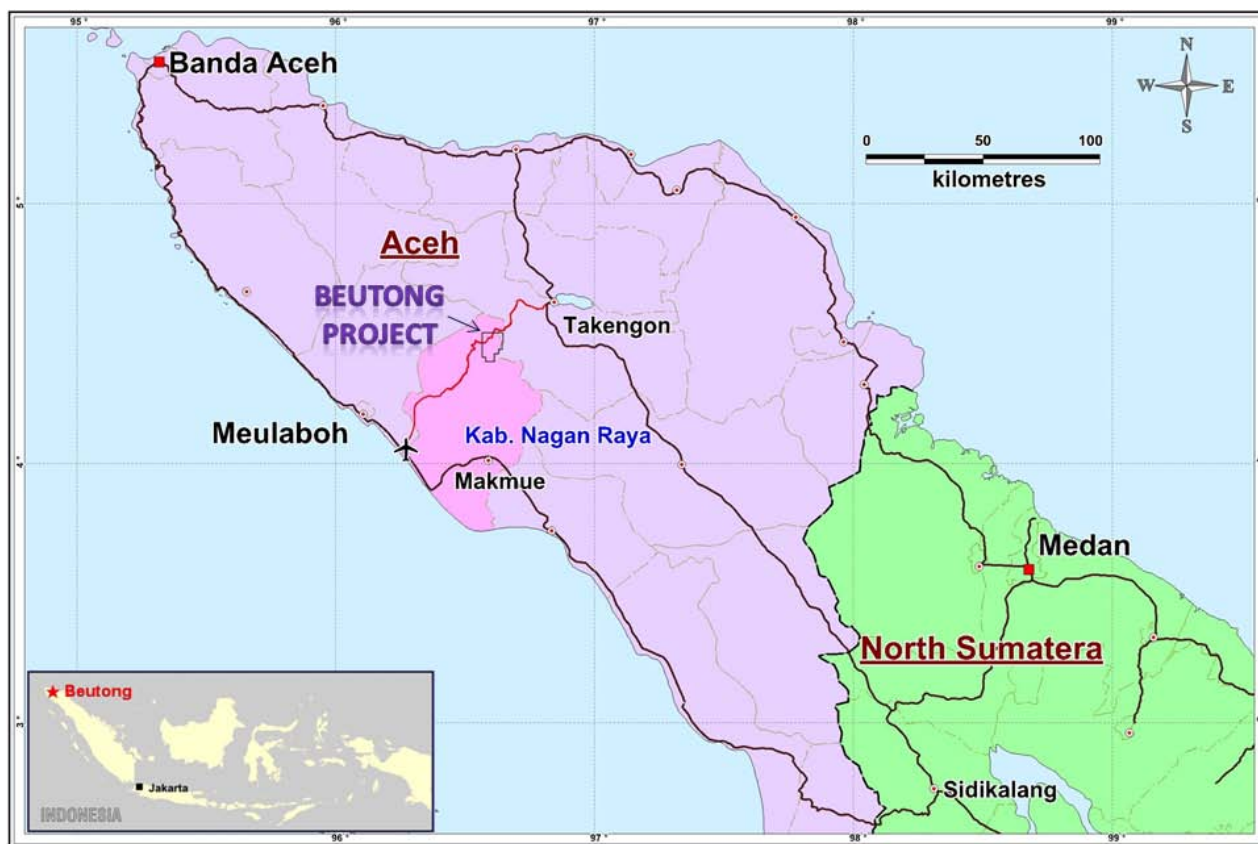 95
96
97
98
99
N
W
E
S
Banda Aceh
0
50
100
kilometres
5
Aceh
BEUTONG
PROJECT
Takengon
Meulaboh
Kab. Nagan Raya
4
Makmue
Medan
North Sumatera
3
Sidikalang
Beutong
Jakarta
INDONESIA
96
97
98
99